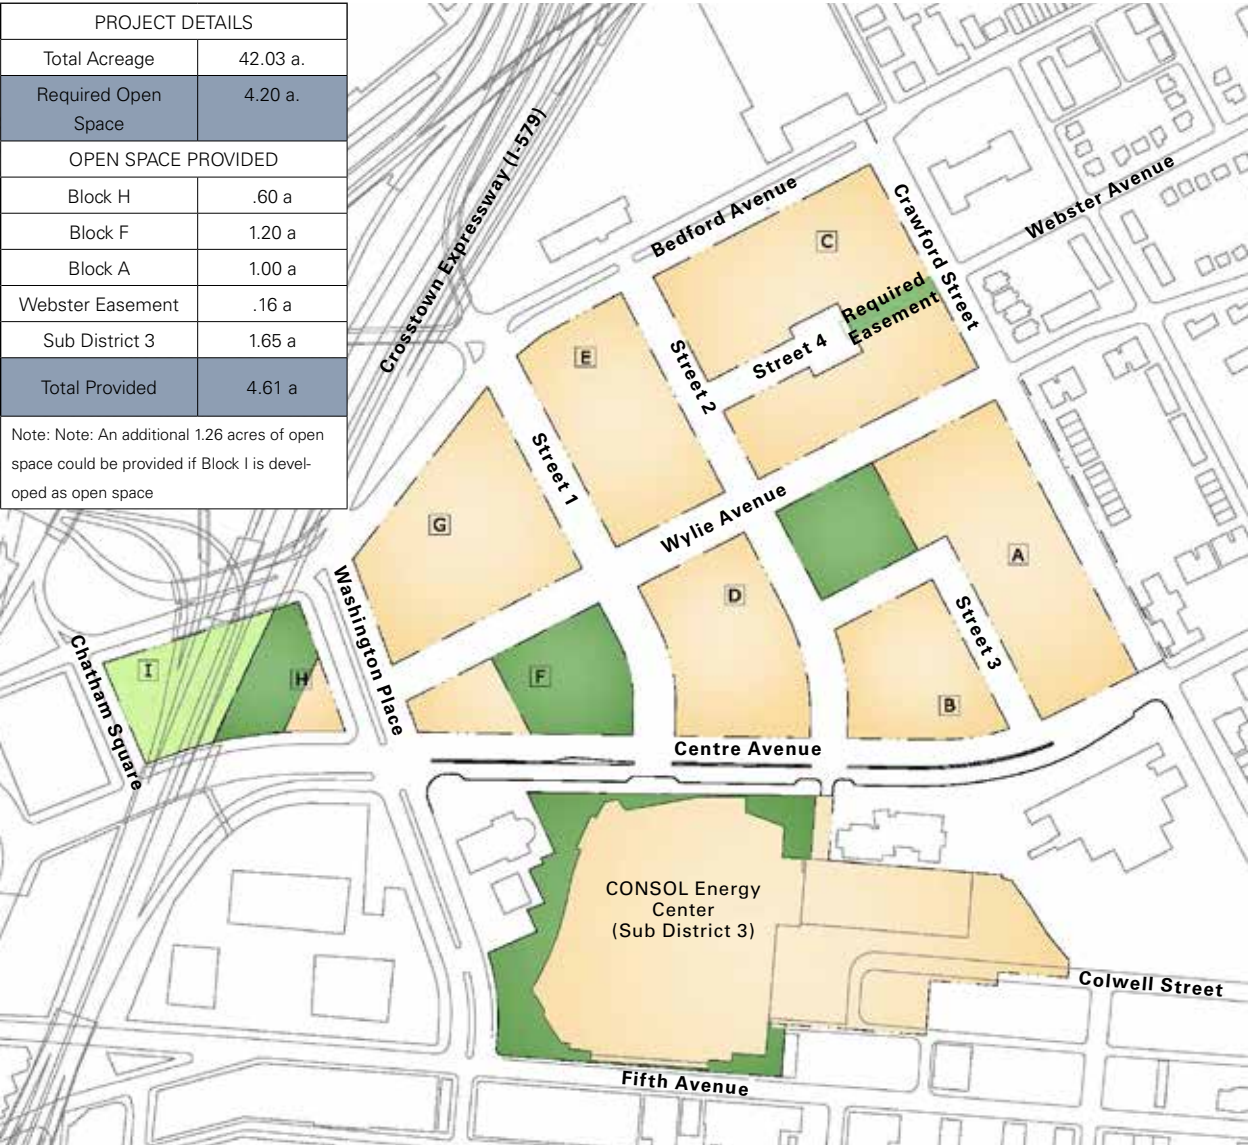 PROJECT DETAILS
Total Acreage 42.03 a.
Required Open 4.20 a.
Space
OPEN SPACE PROVIDED
Block H .60 a
Block F 1.20 a
Block A 1.00 a
Webster Easement .16 a
Sub District 3 1.65 a
Total Provided 4.61 a
Note: Note: An additional 1.26 acres of open
space could be provided if Block I is devel-
oped as open space
Crosstown Expressway (I-579)
Bedford Avenue
Crawford Street
Webster Avenue
C
Required
Easement
Street 4
E
Street 2
Street 1
G
Wylie Avenue
A
D
Street 3
B
Washington Place
F
I
H
Chatham Square
Centre Avenue
CONSOL Energy
Center
(Sub District 3)
Colwell Street
Fifth Avenue